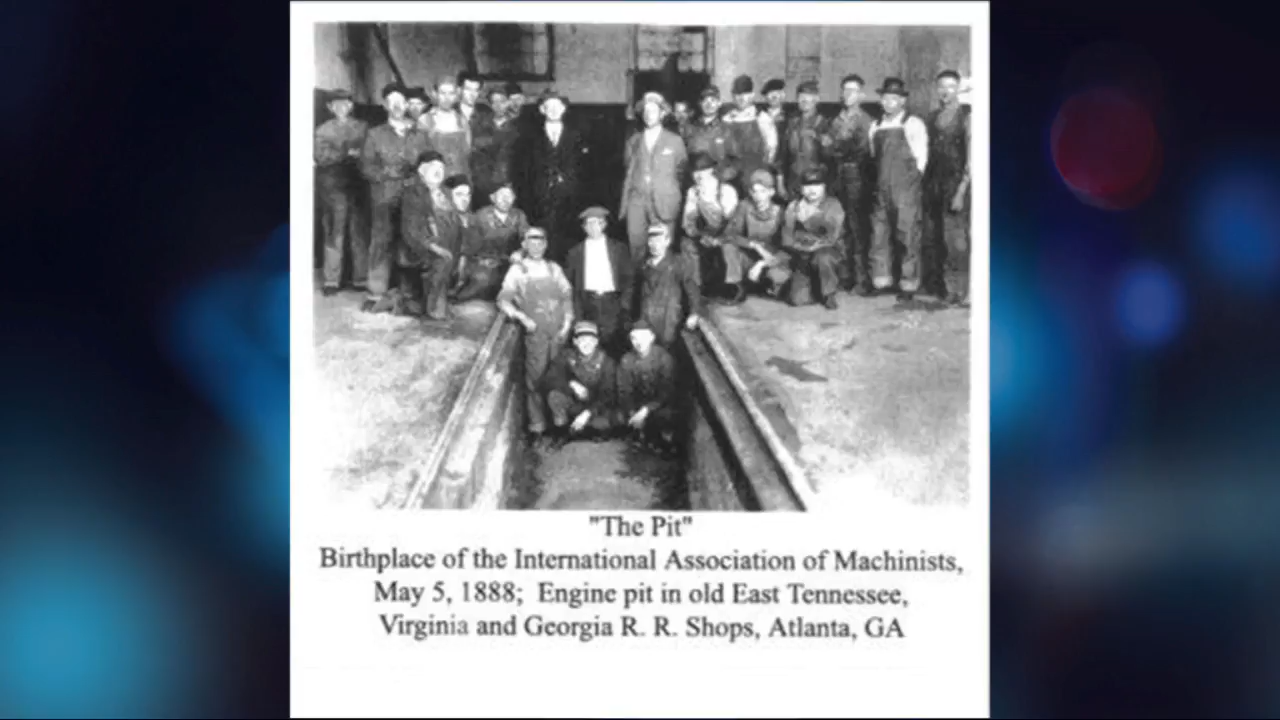 "The Pit"
Birthplace of the International Association of Machinists,
May 5, 1888;  Engine pit in old East Tennessee,
Virginia and Georgia R. R. Shops, Atlanta, GA